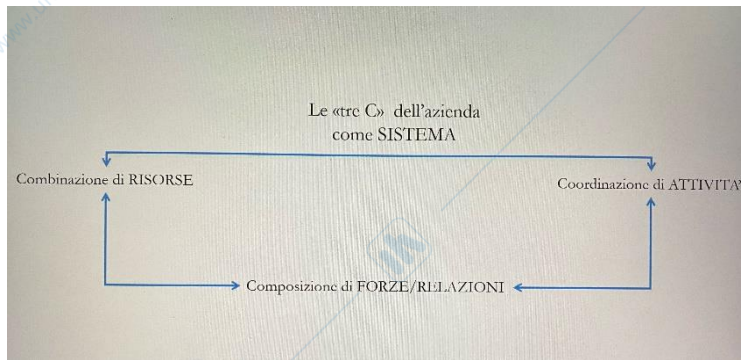 Le «tre C» dell'azienda
come SISTEMA
Combinazione di RISORSE
Coordinazione di ATTIVITA'
Composizione di FORZE/RELAZIONI